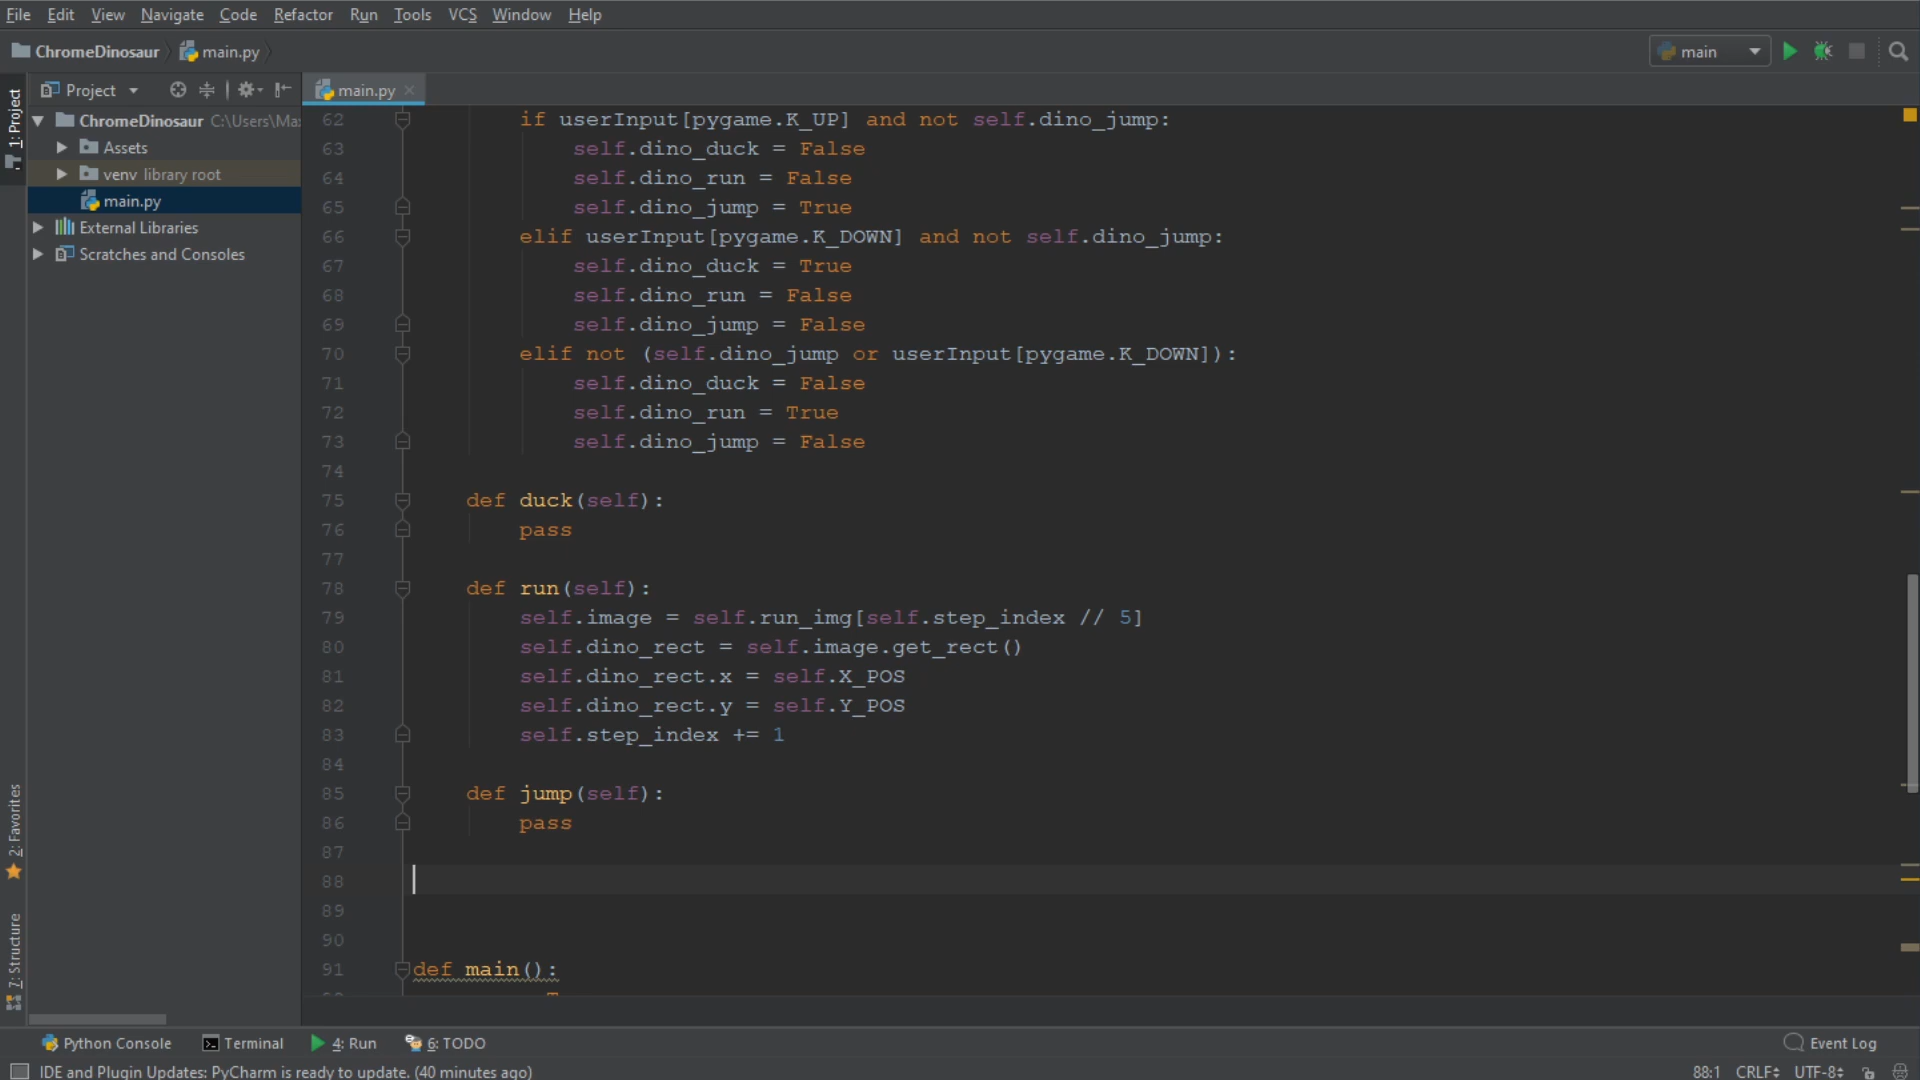 File Edit View Navigate Code Refactor Run Tools VCS Window Help
ChromeDinosaur main.py main
1: Project
Project
main.py
ChromeDinosaur C:\Users\Ma
Assets
venv library root
main.py
External Libraries
Scratches and Consoles
62 if userInput[pygame.K_UP] and not self.dino_jump:
63 self.dino_duck = False
64 self.dino_run = False
65 self.dino_jump = True
66 elif userInput[pygame.K_DOWN] and not self.dino_jump:
67 self.dino_duck = True
68 self.dino_run = False
69 self.dino_jump = False
70 elif not (self.dino_jump or userInput[pygame.K_DOWN]):
71 self.dino_duck = False
72 self.dino_run = True
73 self.dino_jump = False
74
75 def duck(self):
76 pass
77
78 def run(self):
79 self.image = self.run_img[self.step_index // 5]
80 self.dino_rect = self.image.get_rect()
81 self.dino_rect.x = self.X_POS
82 self.dino_rect.y = self.Y_POS
83 self.step_index += 1
84
85 def jump(self):
86 pass
87
88
89
90
91 def main():
2: Favorites
7: Structure
Python Console Terminal 4: Run 6: TODO Event Log
IDE and Plugin Updates: PyCharm is ready to update. (40 minutes ago) 88:1 CRLF UTF-8